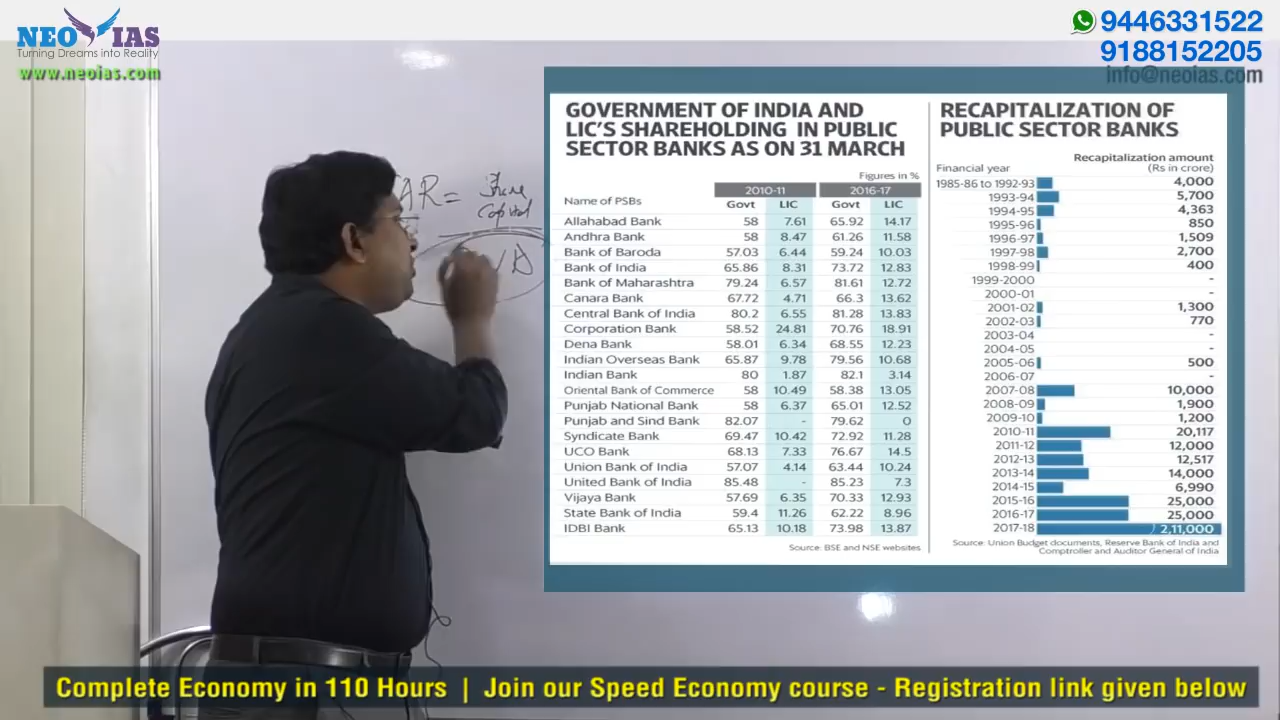 NEO IAS
Turning Dreams into Reality
www.neoias.com
9446331522
9188152205
info@neoias.com
AR = Share
Capital
GOVERNMENT OF INDIA AND
LIC'S SHAREHOLDING IN PUBLIC
SECTOR BANKS AS ON 31 MARCH
Figures in %
2010-11 2016-17
Name of PSBs Govt LIC Govt LIC
Allahabad Bank 58 7.61 65.92 14.17
Andhra Bank 58 8.47 61.26 11.58
Bank of Baroda 57.03 6.44 59.24 10.03
Bank of India 65.86 8.31 73.72 12.83
Bank of Maharashtra 79.24 6.57 81.61 12.72
Canara Bank 67.72 4.71 66.3 13.62
Central Bank of India 80.2 6.55 81.28 13.83
Corporation Bank 58.52 24.81 70.76 18.91
Dena Bank 58.01 6.34 68.55 12.23
Indian Overseas Bank 65.87 9.78 79.56 10.68
Indian Bank 80 1.87 82.1 3.14
Oriental Bank of Commerce 58 10.49 58.38 13.05
Punjab National Bank 58 6.37 65.01 12.52
Punjab and Sind Bank 82.07 - 79.62 0
Syndicate Bank 69.47 10.42 72.92 11.28
UCO Bank 68.13 7.33 76.67 14.5
Union Bank of India 57.07 4.14 63.44 10.24
United Bank of India 85.48 - 85.23 7.3
Vijaya Bank 57.69 6.35 70.33 12.93
State Bank of India 59.4 11.26 62.22 8.96
IDBI Bank 65.13 10.18 73.98 13.87
Source: BSE and NSE websites
RECAPITALIZATION OF
PUBLIC SECTOR BANKS
Recapitalization amount
Financial year (Rs in crore)
1985-86 to 1992-93 4,000
1993-94 5,700
1994-95 4,363
1995-96 850
1996-97 1,509
1997-98 2,700
1998-99 400
1999-2000 -
2000-01 -
2001-02 1,300
2002-03 770
2003-04 -
2004-05 -
2005-06 500
2006-07 -
2007-08 10,000
2008-09 1,900
2009-10 1,200
2010-11 20,117
2011-12 12,000
2012-13 12,517
2013-14 14,000
2014-15 6,990
2015-16 25,000
2016-17 25,000
2017-18 2,11,000
Source: Union Budget documents, Reserve Bank of India and
Comptroller and Auditor General of India
Complete Economy in 110 Hours | Join our Speed Economy course - Registration link given below